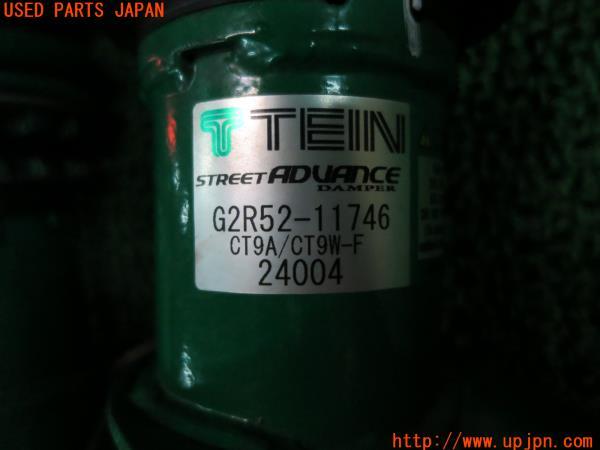 USED PARTS JAPAN
TEIN
STREET ADVANCE
DAMPER
G2R52-11746
CT9A/CT9W-F
24004
http://www.upjpn.com/